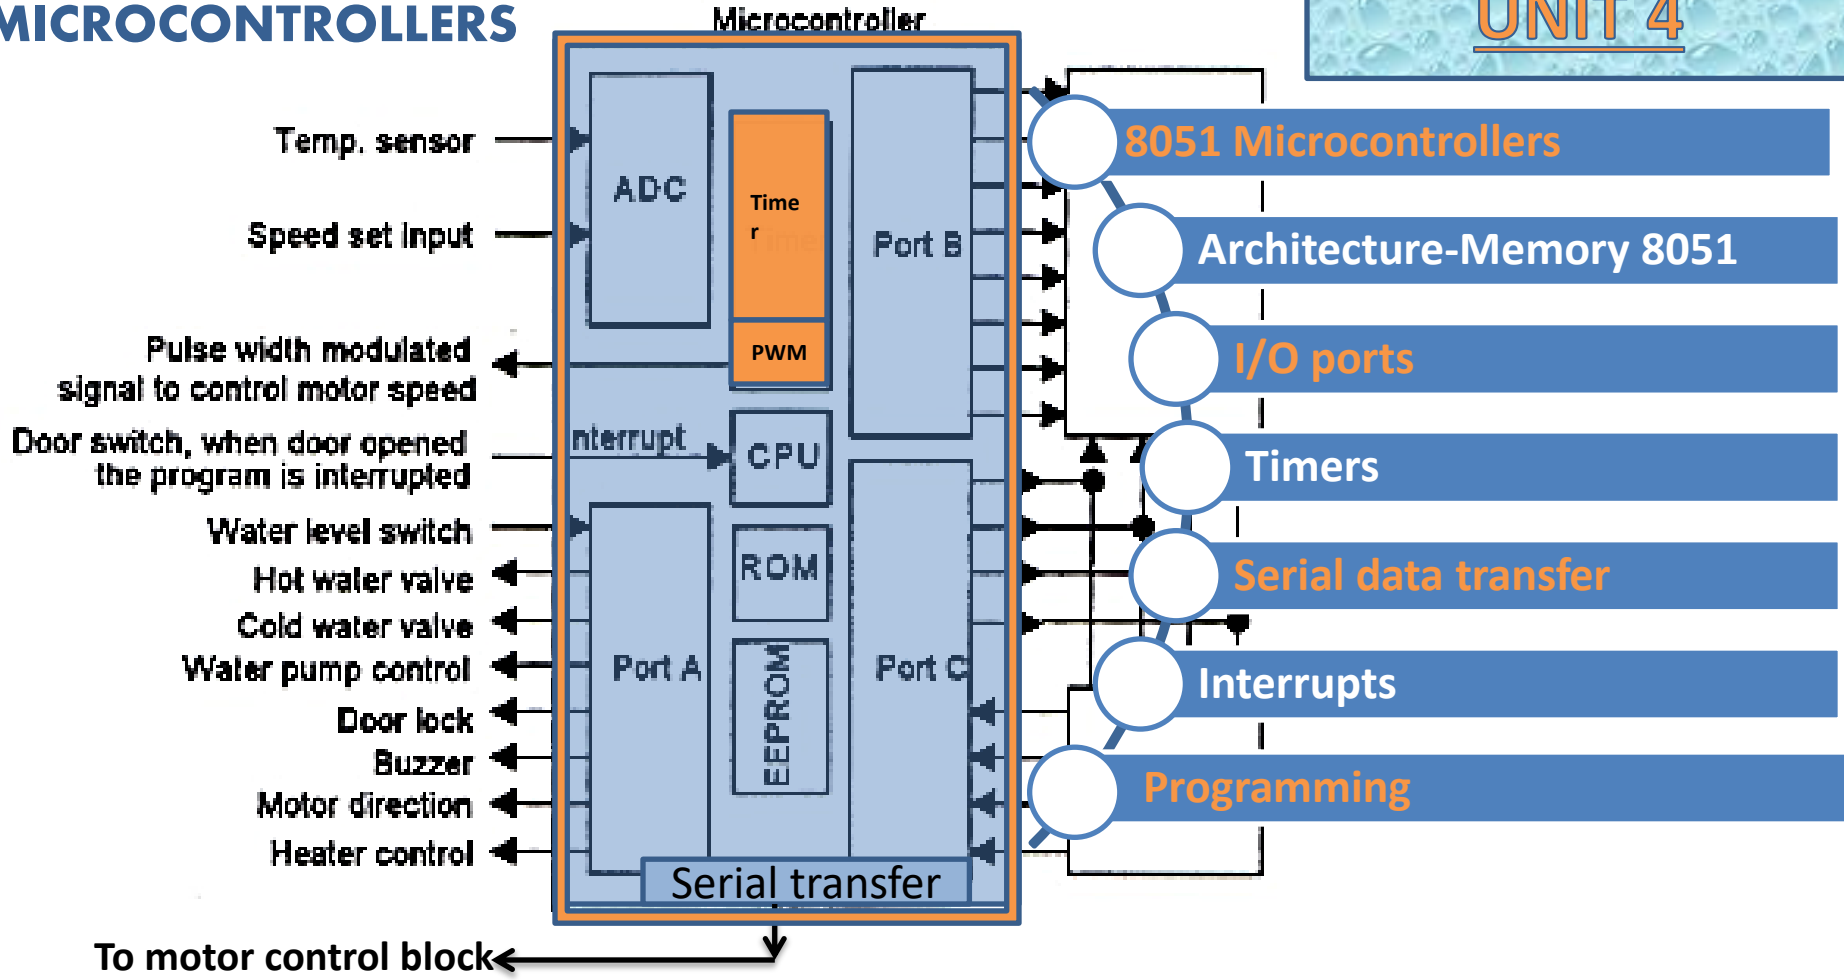 MICROCONTROLLERS
UNIT 4
Microcontroller
Temp. sensor
Speed set input
Pulse width modulated
signal to control motor speed
Door switch, when door opened
the program is interrupted
Water level switch
Hot water valve
Cold water valve
Water pump control
Door lock
Buzzer
Motor direction
Heater control
ADC
Time
r
Timer
PWM
nterrupt
CPU
ROM
EEPROM
Port A
Port B
Port C
Serial transfer
To motor control block
8051 Microcontrollers
Architecture-Memory 8051
I/O ports
Timers
Serial data transfer
Interrupts
Programming